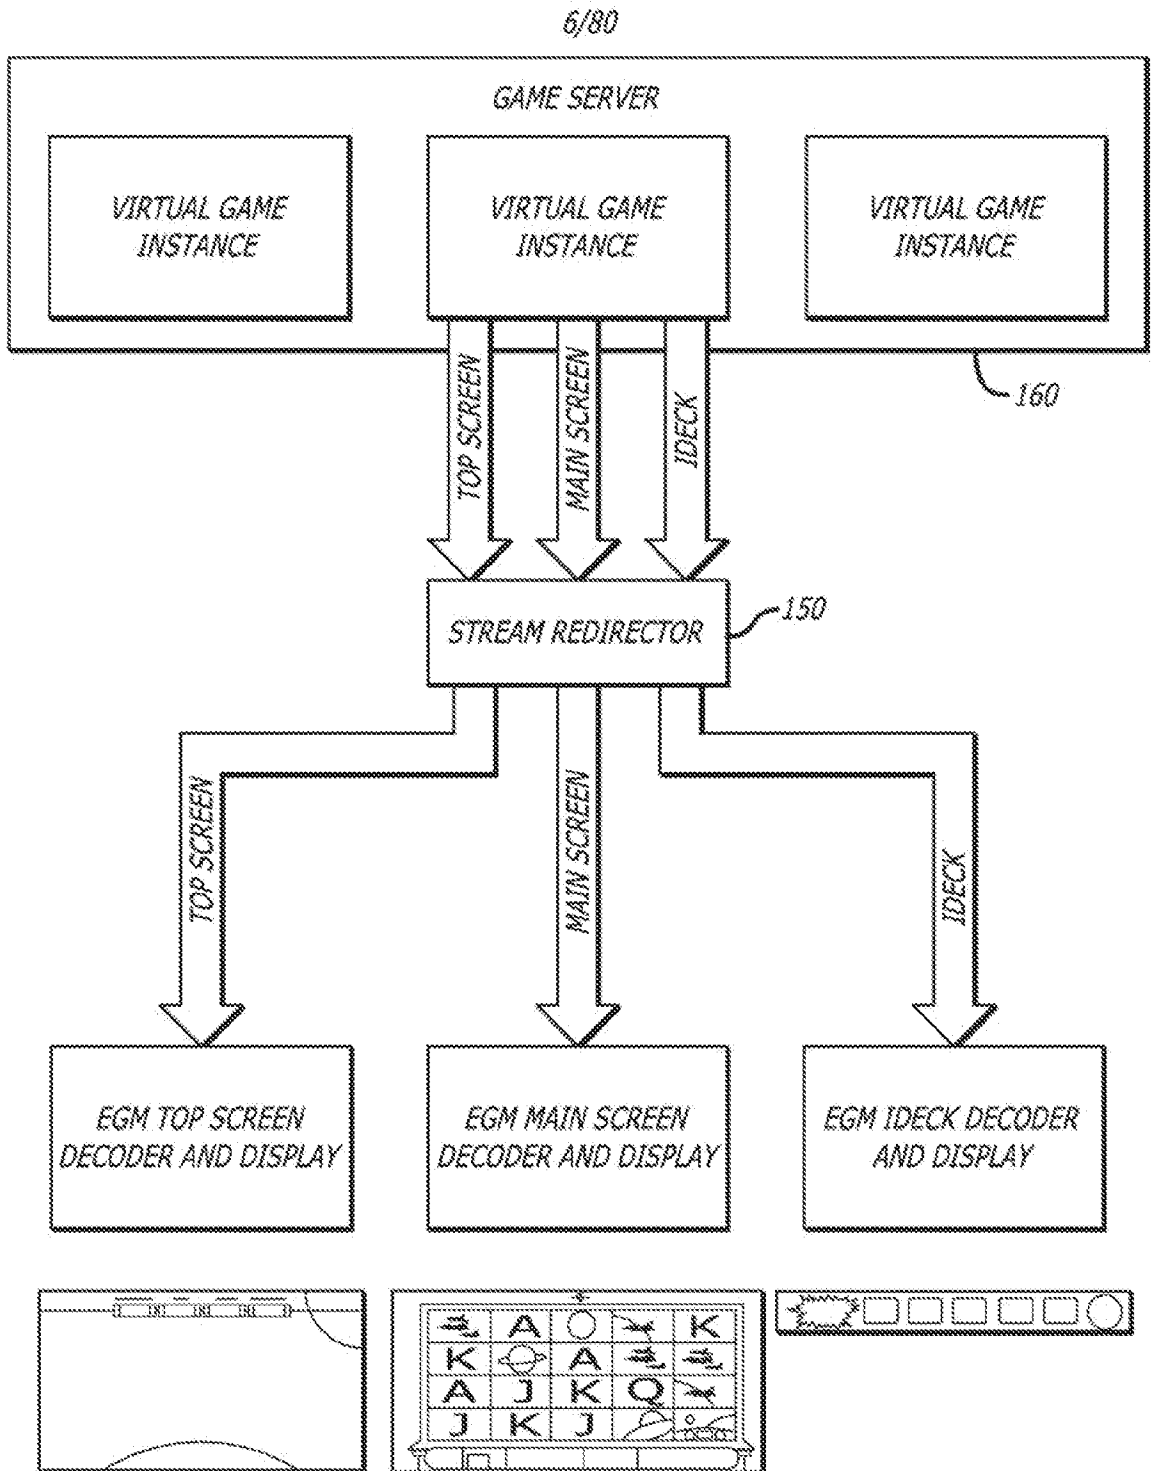 6/80
GAME SERVER
VIRTUAL GAME
INSTANCE
VIRTUAL GAME
INSTANCE
VIRTUAL GAME
INSTANCE
160
TOP SCREEN
MAIN SCREEN
IDECK
STREAM REDIRECTOR
150
TOP SCREEN
MAIN SCREEN
IDECK
EGM TOP SCREEN
DECODER AND DISPLAY
EGM MAIN SCREEN
DECODER AND DISPLAY
EGM IDECK DECODER
AND DISPLAY
A K
K A
A J K Q
J K J